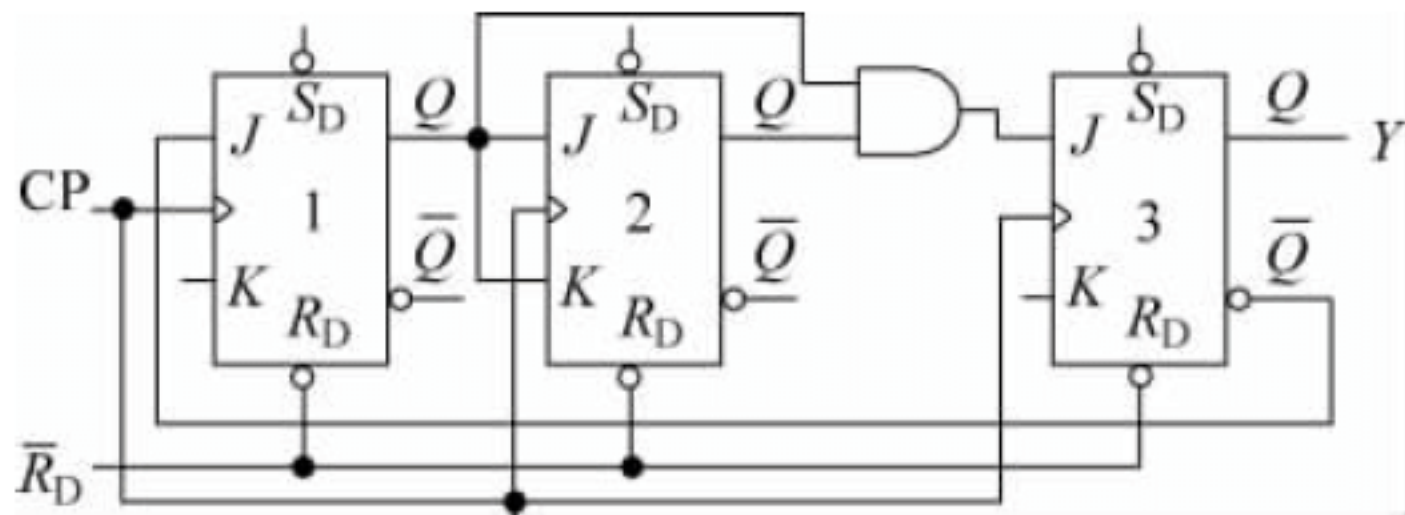 S_D Q S_D Q S_D Q
J J J Y
CP 1 2 3
Q̅ Q̅ Q̅
K K K
R_D R_D R_D
R̅_D